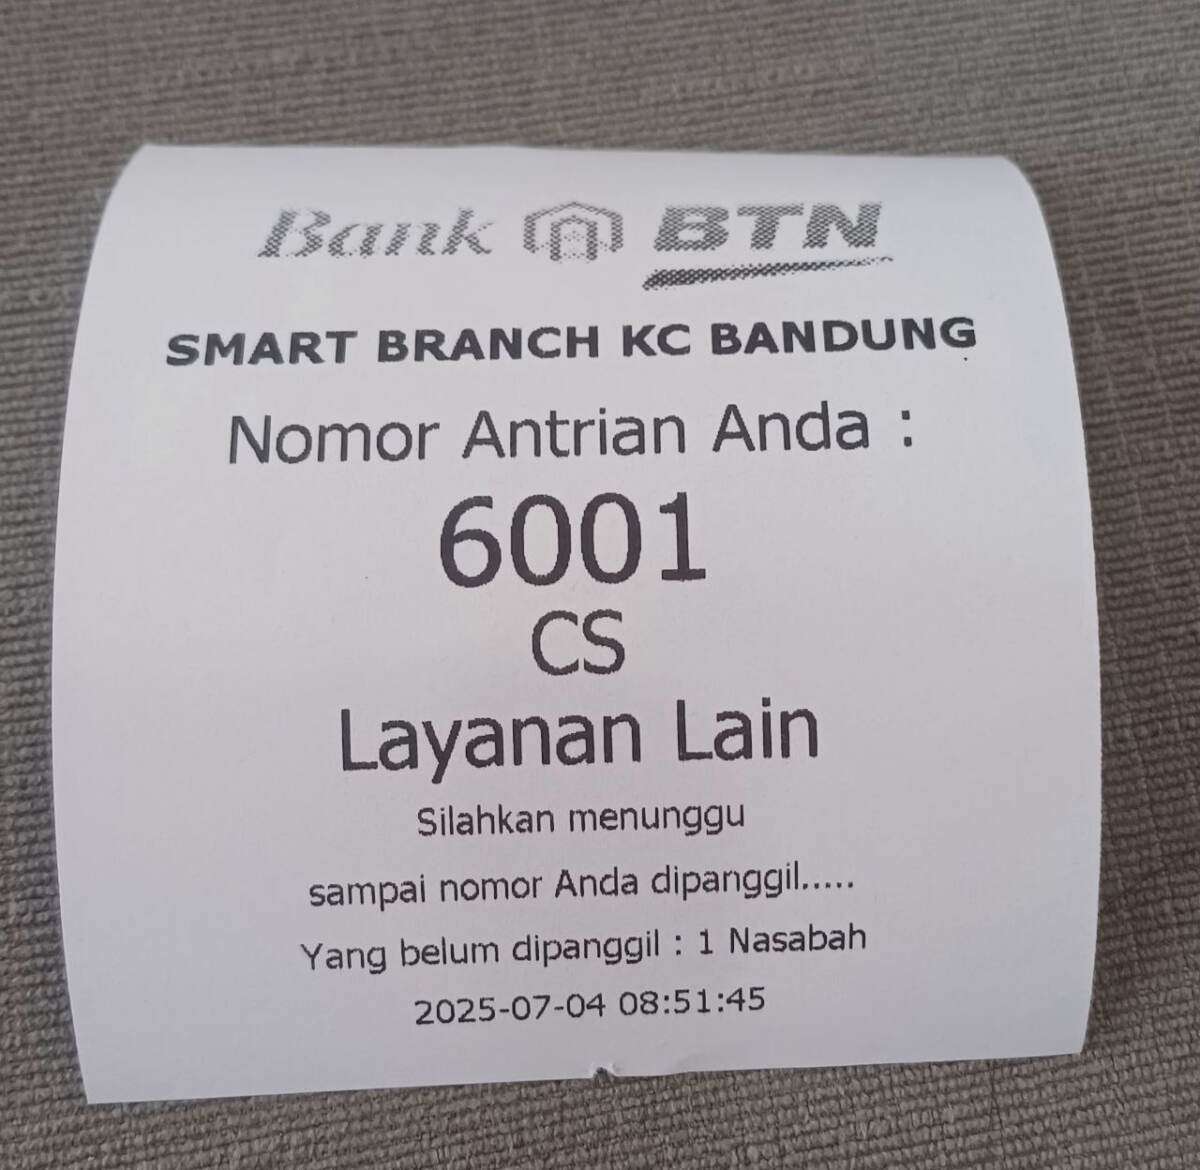 Bank BTN
SMART BRANCH KC BANDUNG
Nomor Antrian Anda :
6001
CS
Layanan Lain
Silahkan menunggu
sampai nomor Anda dipanggil.....
Yang belum dipanggil : 1 Nasabah
2025-07-04 08:51:45